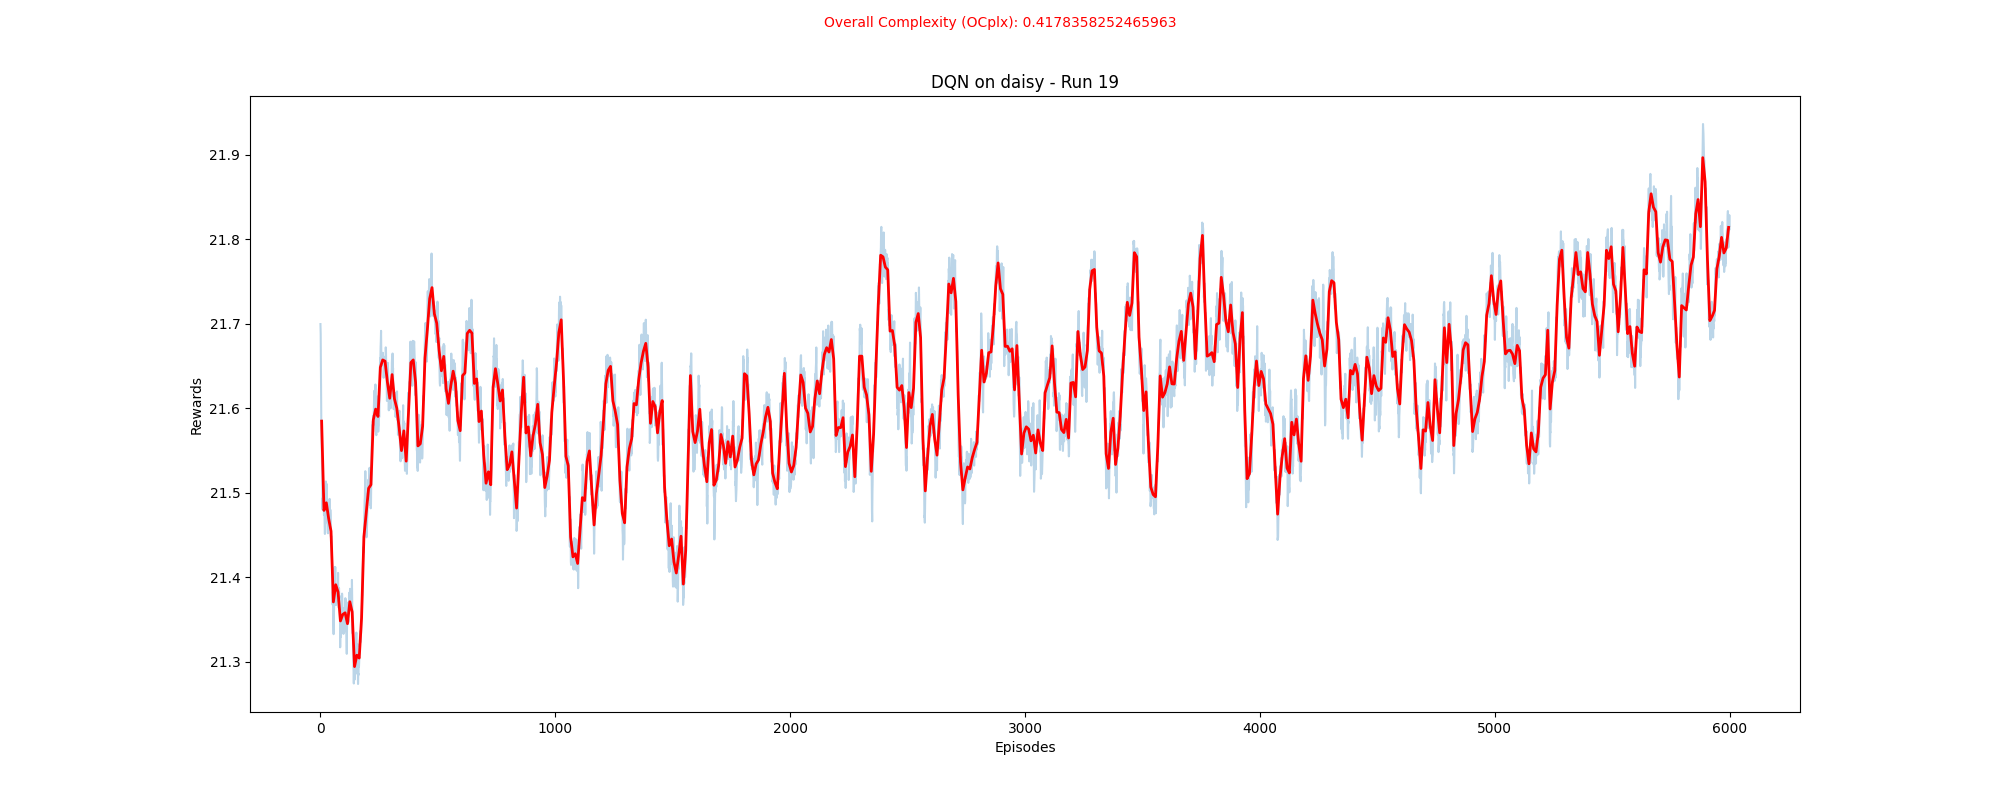 Overall Complexity (OCplx): 0.4178358252465963
DQN on daisy - Run 19
21.9
21.8
21.7
21.6
21.5
21.4
21.3
Rewards
0 1000 2000 3000 4000 5000 6000
Episodes